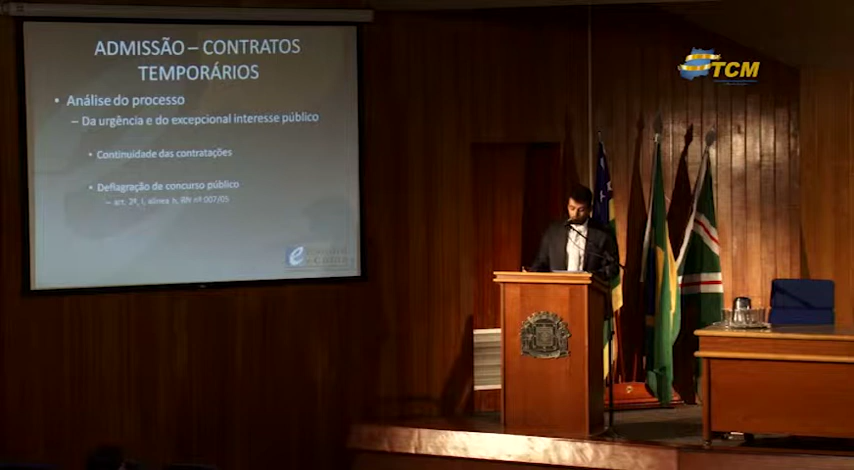 ADMISSÃO – CONTRATOS
TEMPORÁRIOS
• Análise do processo
– Da urgência e do excepcional interesse público
• Continuidade das contratações
• Deflagração de concurso público
– art. 2º, I, alínea b, RN nº 007/05
TCM